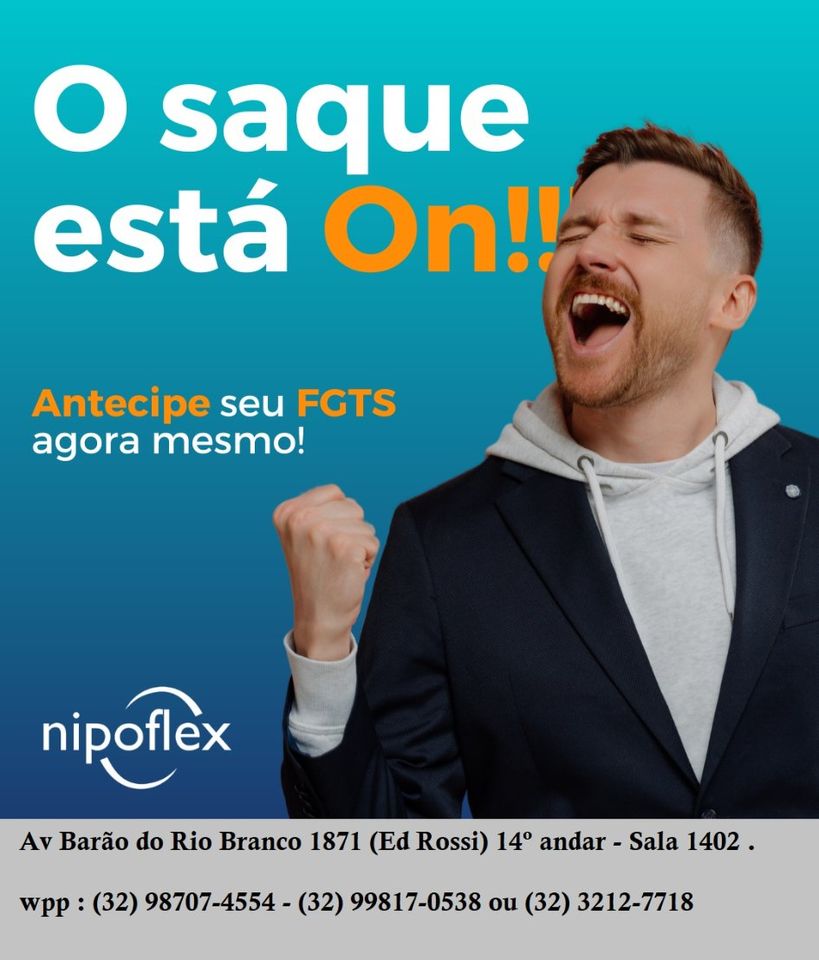 O saque
está On!!
Antecipe seu FGTS
agora mesmo!
nipoflex
Av Barão do Rio Branco 1871 (Ed Rossi) 14º andar - Sala 1402 .
wpp : (32) 98707-4554 - (32) 99817-0538 ou (32) 3212-7718